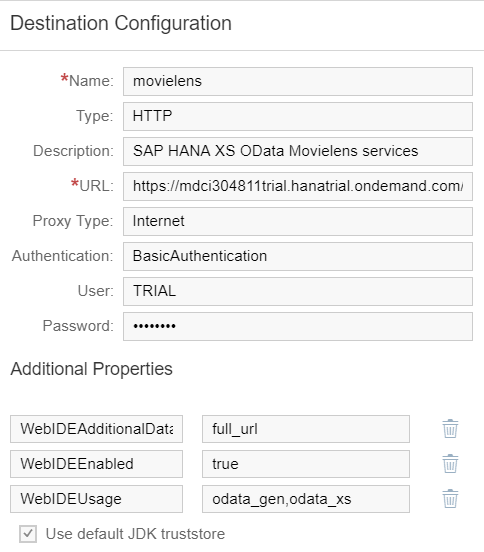 Destination Configuration
*Name: movielens
Type: HTTP
Description: SAP HANA XS OData Movielens services
*URL: https://mdci304811trial.hanatrial.ondemand.com/
Proxy Type: Internet
Authentication: BasicAuthentication
User: TRIAL
Password: ••••••••
Additional Properties
WebIDEAdditionalData full_url
WebIDEEnabled true
WebIDEUsage odata_gen,odata_xs
Use default JDK truststore